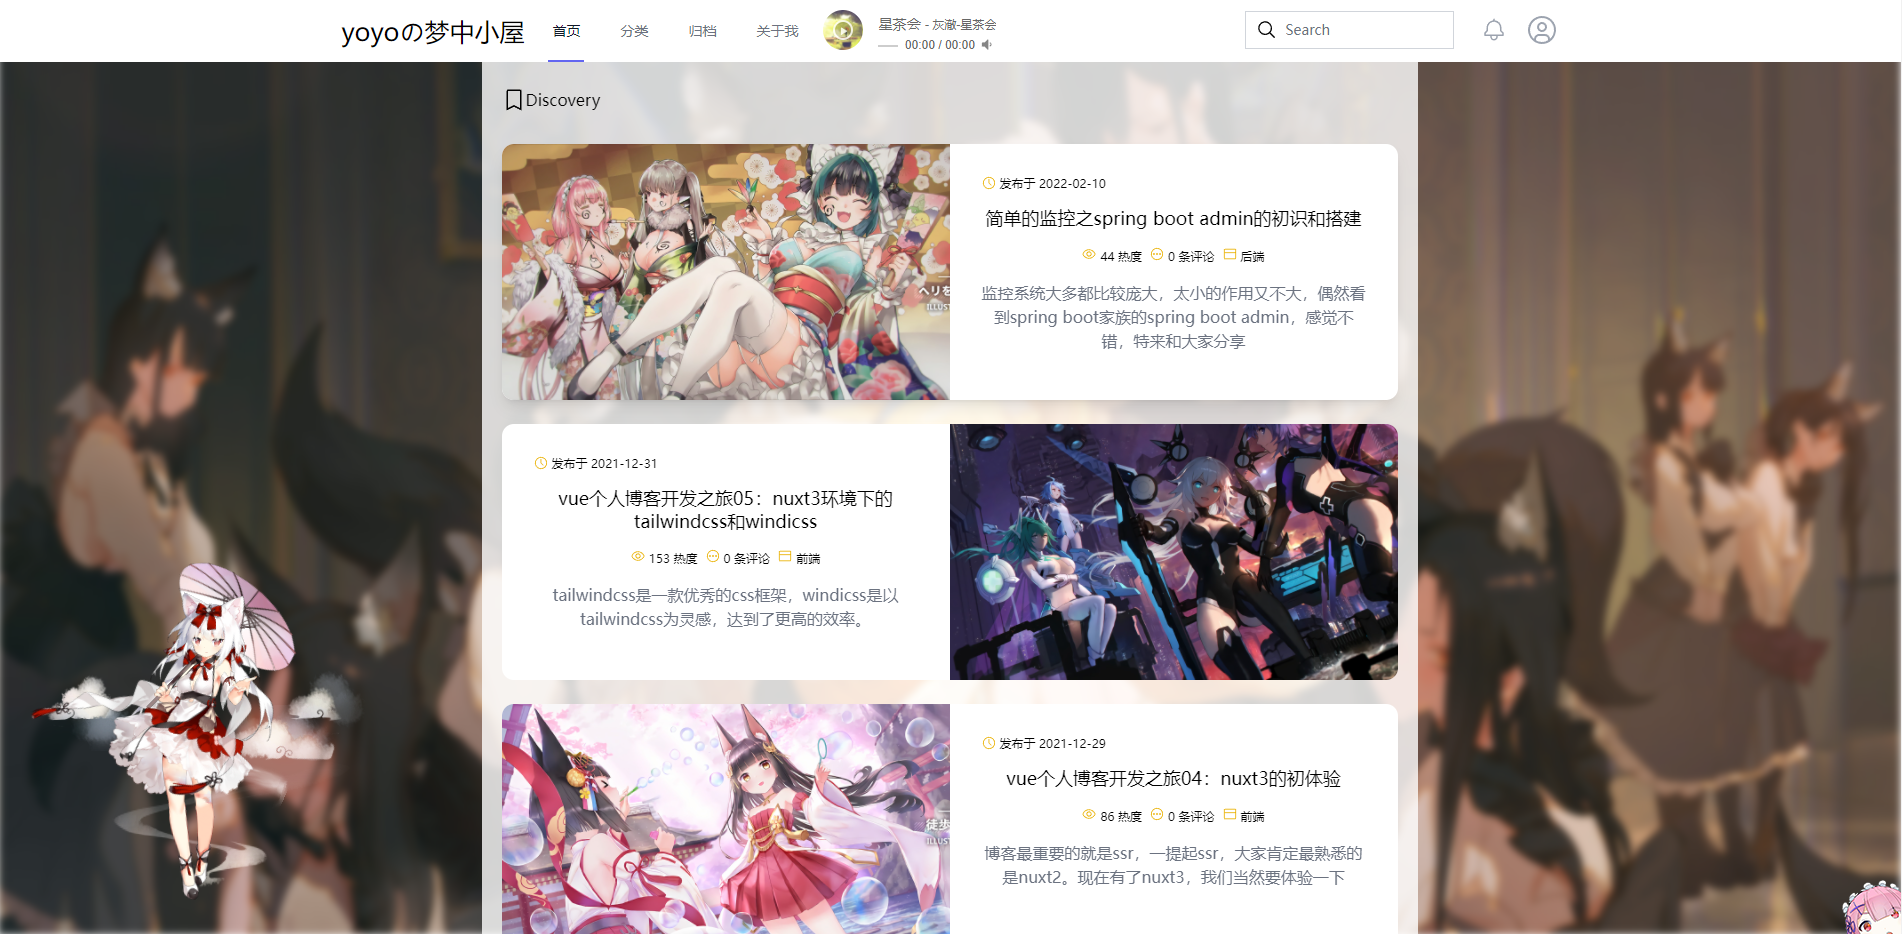 yoyoの梦中小屋
首页
分类
归档
关于我
星茶会 - 灰澈-星茶会
00:00 / 00:00
Search
Discovery
发布于 2022-02-10
简单的监控之spring boot admin的初识和搭建
44 热度 0 条评论 后端
监控系统大多都比较庞大，太小的作用又不大，偶然看
到spring boot家族的spring boot admin，感觉不
错，特来和大家分享
ヘリを
ILLUST
发布于 2021-12-31
vue个人博客开发之旅05：nuxt3环境下的
tailwindcss和windicss
153 热度 0 条评论 前端
tailwindcss是一款优秀的css框架，windicss是以
tailwindcss为灵感，达到了更高的效率。
发布于 2021-12-29
vue个人博客开发之旅04：nuxt3的初体验
86 热度 0 条评论 前端
博客最重要的就是ssr，一提起ssr，大家肯定最熟悉的
是nuxt2。现在有了nuxt3，我们当然要体验一下
徒歩
ILLUS